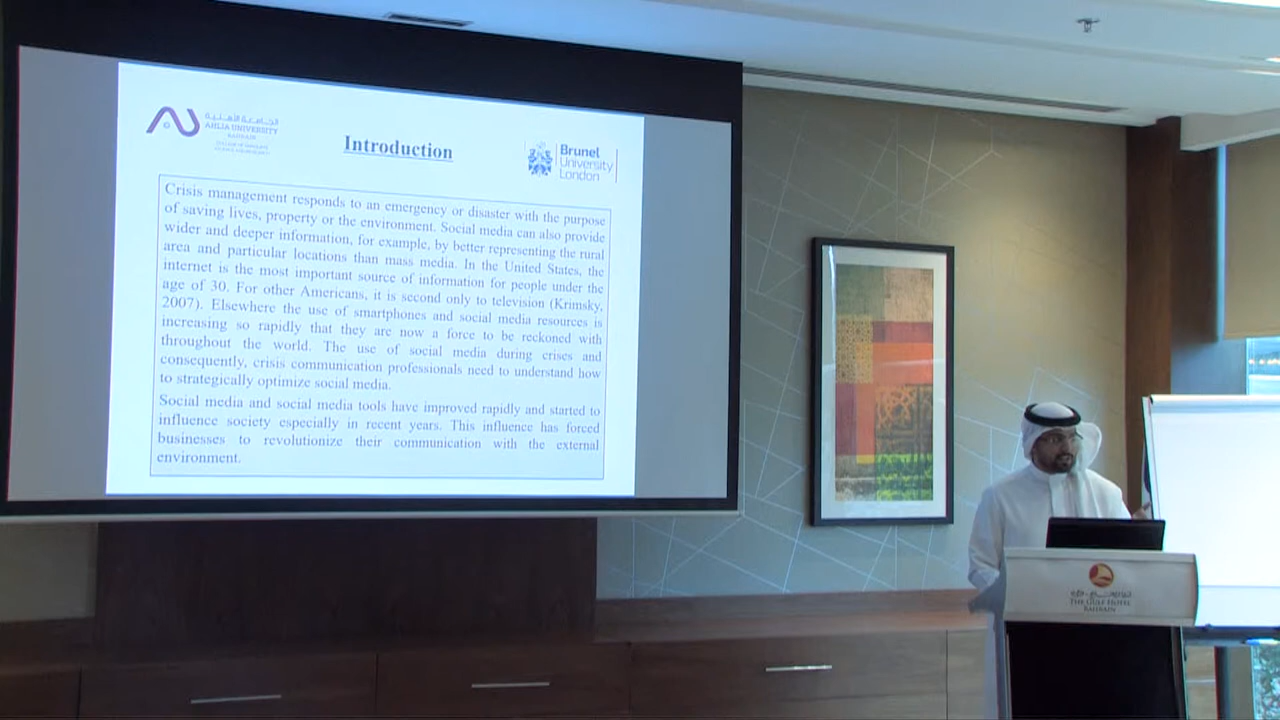 الجامعة الأهلية
AHLIA UNIVERSITY
BAHRAIN
Introduction
Brunel
University
London
Crisis management responds to an emergency or disaster with the purpose
of saving lives, property or the environment. Social media can also provide
wider and deeper information, for example, by better representing the rural
area and particular locations than mass media. In the United States, the
internet is the most important source of information for people under the
age of 30. For other Americans, it is second only to television (Krimsky,
2007). Elsewhere the use of smartphones and social media resources is
increasing so rapidly that they are now a force to be reckoned with
throughout the world. The use of social media during crises and
consequently, crisis communication professionals need to understand how
to strategically optimize social media.
Social media and social media tools have improved rapidly and started to
influence society especially in recent years. This influence has forced
businesses to revolutionize their communication with the external
environment.
THE GULF HOTEL
BAHRAIN